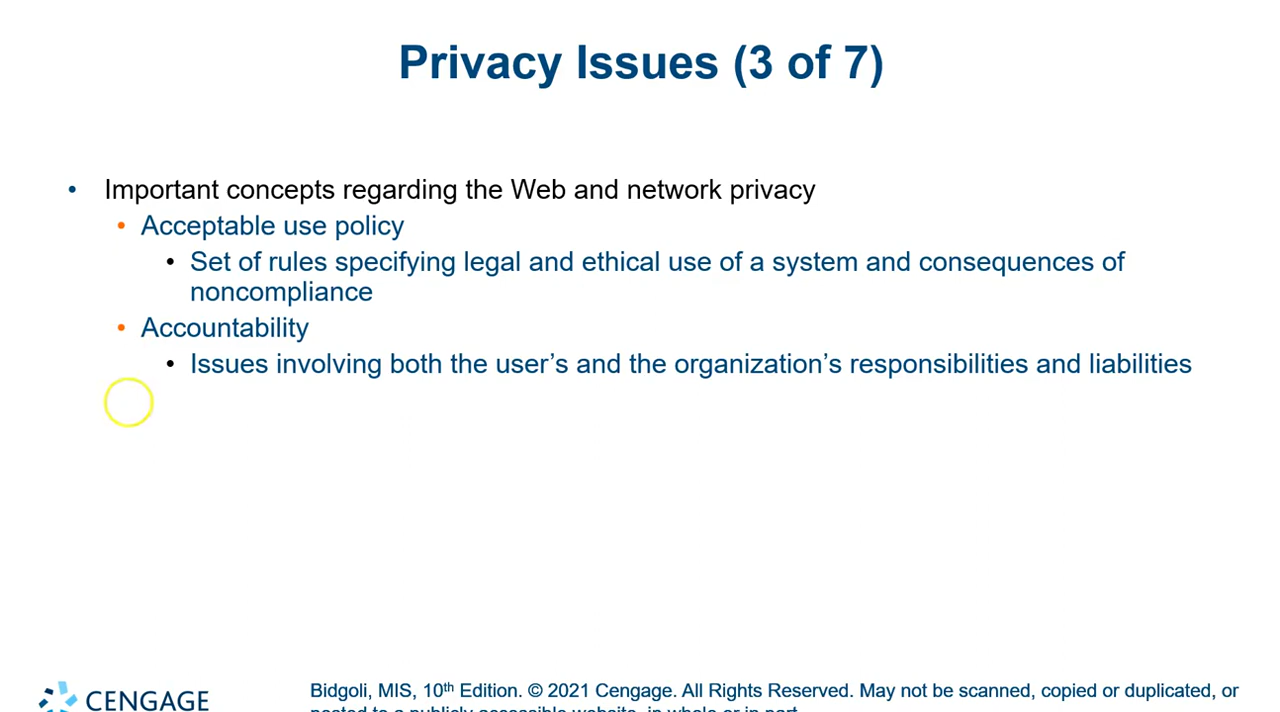 Privacy Issues (3 of 7)
• Important concepts regarding the Web and network privacy
• Acceptable use policy
• Set of rules specifying legal and ethical use of a system and consequences of
noncompliance
• Accountability
• Issues involving both the user’s and the organization’s responsibilities and liabilities
CENGAGE
Bidgoli, MIS, 10th Edition. © 2021 Cengage. All Rights Reserved. May not be scanned, copied or duplicated, or
posted to a publicly accessible website, in whole or in part.